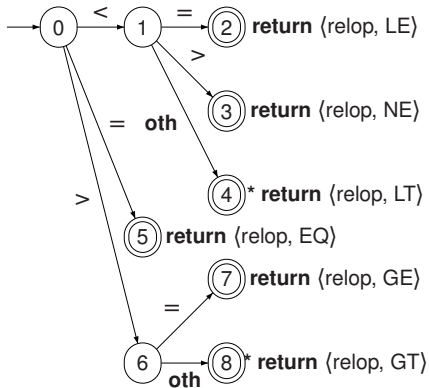 <
0
1
=
2
return ⟨relop, LE⟩
>
3
return ⟨relop, NE⟩
=
oth
4
* return ⟨relop, LT⟩
>
5
return ⟨relop, EQ⟩
7
return ⟨relop, GE⟩
=
6
oth
8
* return ⟨relop, GT⟩